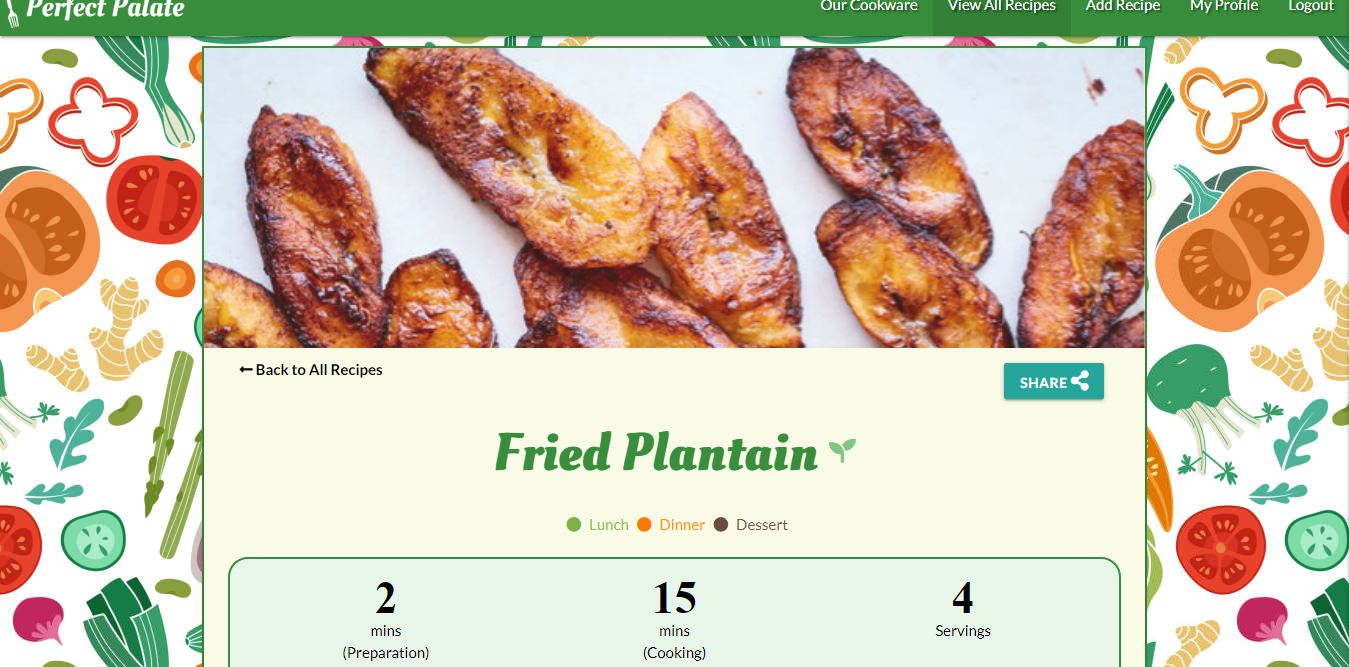 Perfect Palate
Our Cookware View All Recipes Add Recipe My Profile Logout
Back to All Recipes
SHARE
Fried Plantain
Lunch Dinner Dessert
2 15 4
mins mins Servings
(Preparation) (Cooking)